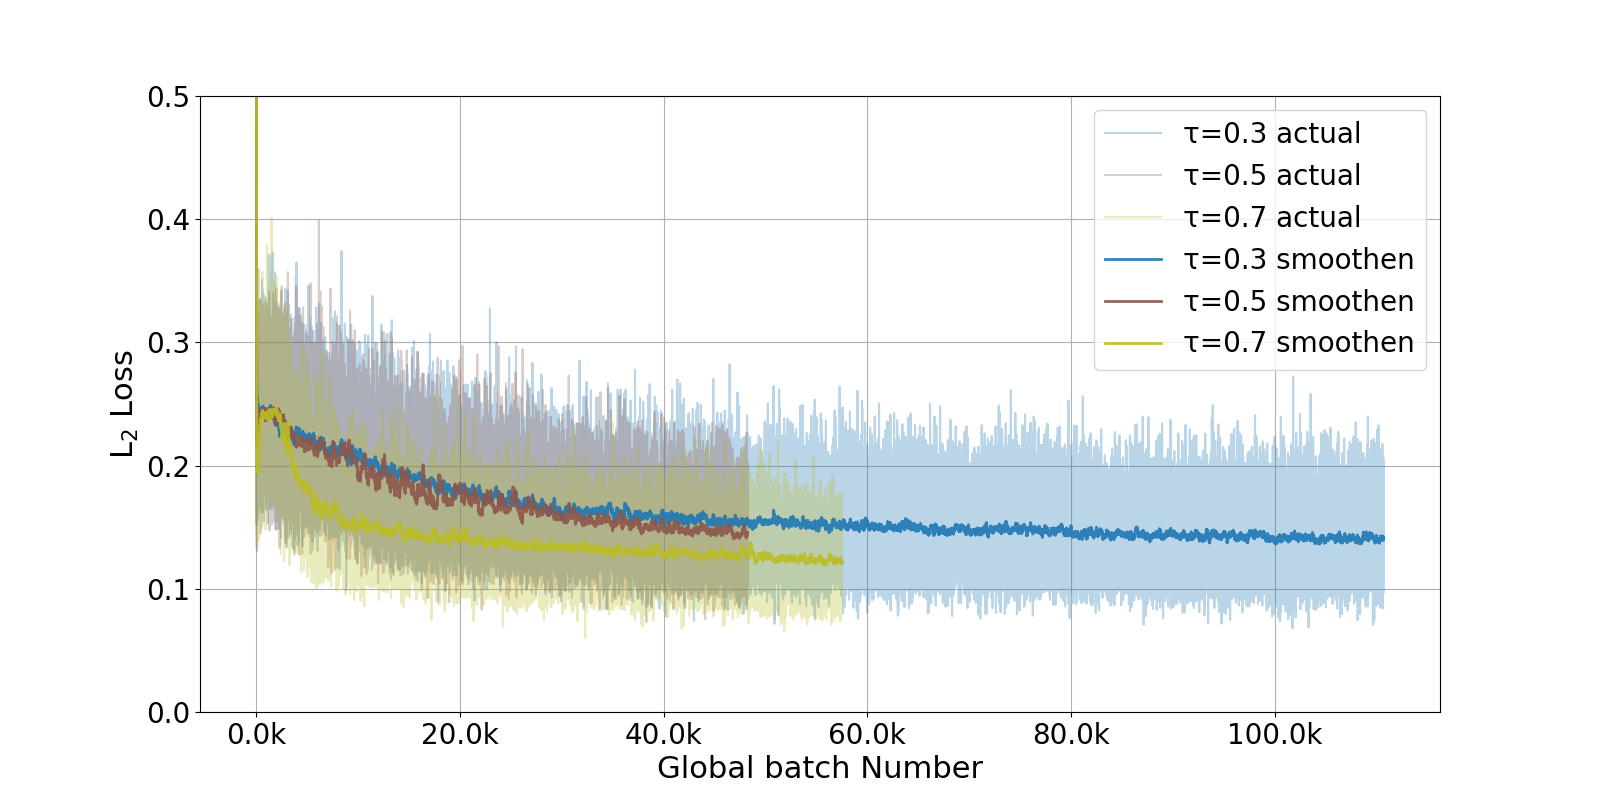 0.5
0.4
0.3
0.2
0.1
0.0
L₂ Loss
τ=0.3 actual
τ=0.5 actual
τ=0.7 actual
τ=0.3 smoothen
τ=0.5 smoothen
τ=0.7 smoothen
0.0k 20.0k 40.0k 60.0k 80.0k 100.0k
Global batch Number